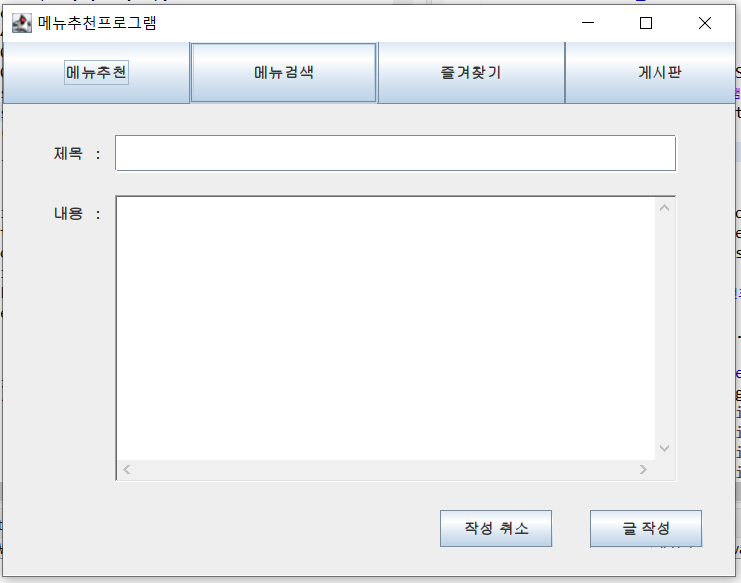 메뉴추천프로그램
메뉴추천 메뉴검색 즐겨찾기 게시판
제목 :
내용 :
작성 취소 글 작성